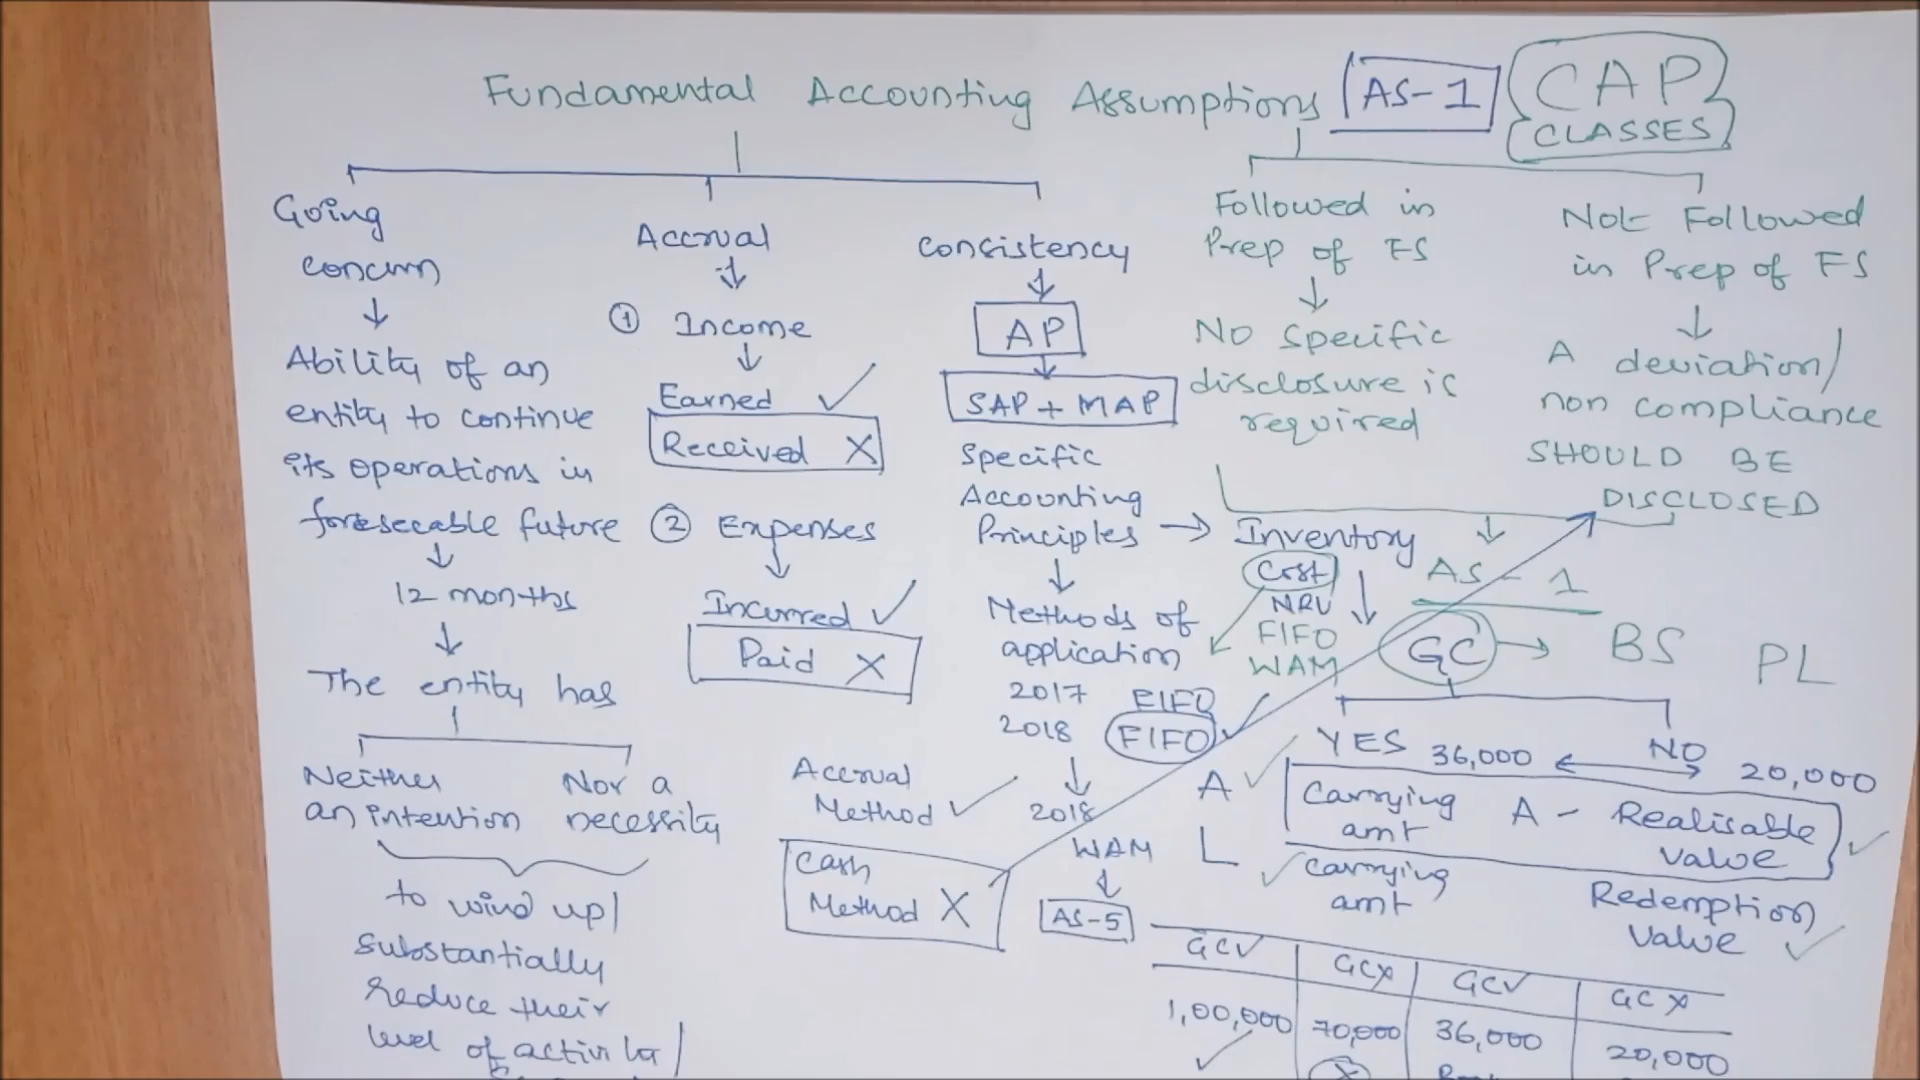 Fundamental Accounting Assumptions AS-1
CAP
CLASSES
Going
concern
↓
Ability of an
entity to continue
its operations in
foreseeable future
↓
12 months
↓
The entity has
Neither
an intention
Nor a
necessity
to wind up/
Substantially
reduce their
level of activity/
Accrual
↓
① Income
↓
Earned ✓
Received X
② Expenses
↓
Incurred ✓
Paid X
Accrual
Method ✓
Cash
Method X
Consistency
↓
AP
↓
SAP + MAP
Specific
Accounting
Principles →
↓
Methods of
application
2017 FIFO
2018 FIFO ✓
↓
2018
WAM
↓
AS-5
Followed in
Prep of FS
↓
No specific
disclosure is
required
Not Followed
in Prep of FS
↓
A deviation/
non compliance
SHOULD BE
DISCLOSED
↓
AS-1
Inventory
Cost
NRV
FIFO
WAM
GC → BS PL
YES 36,000 ↔ NO 20,000
A ✓ Carrying
amt
A - Realisable
Value ✓
L ✓ Carrying
amt
Redemption
Value ✓
GC✓ GCX GC✓ GCX
1,00,000 70,000 36,000 20,000
✓ X